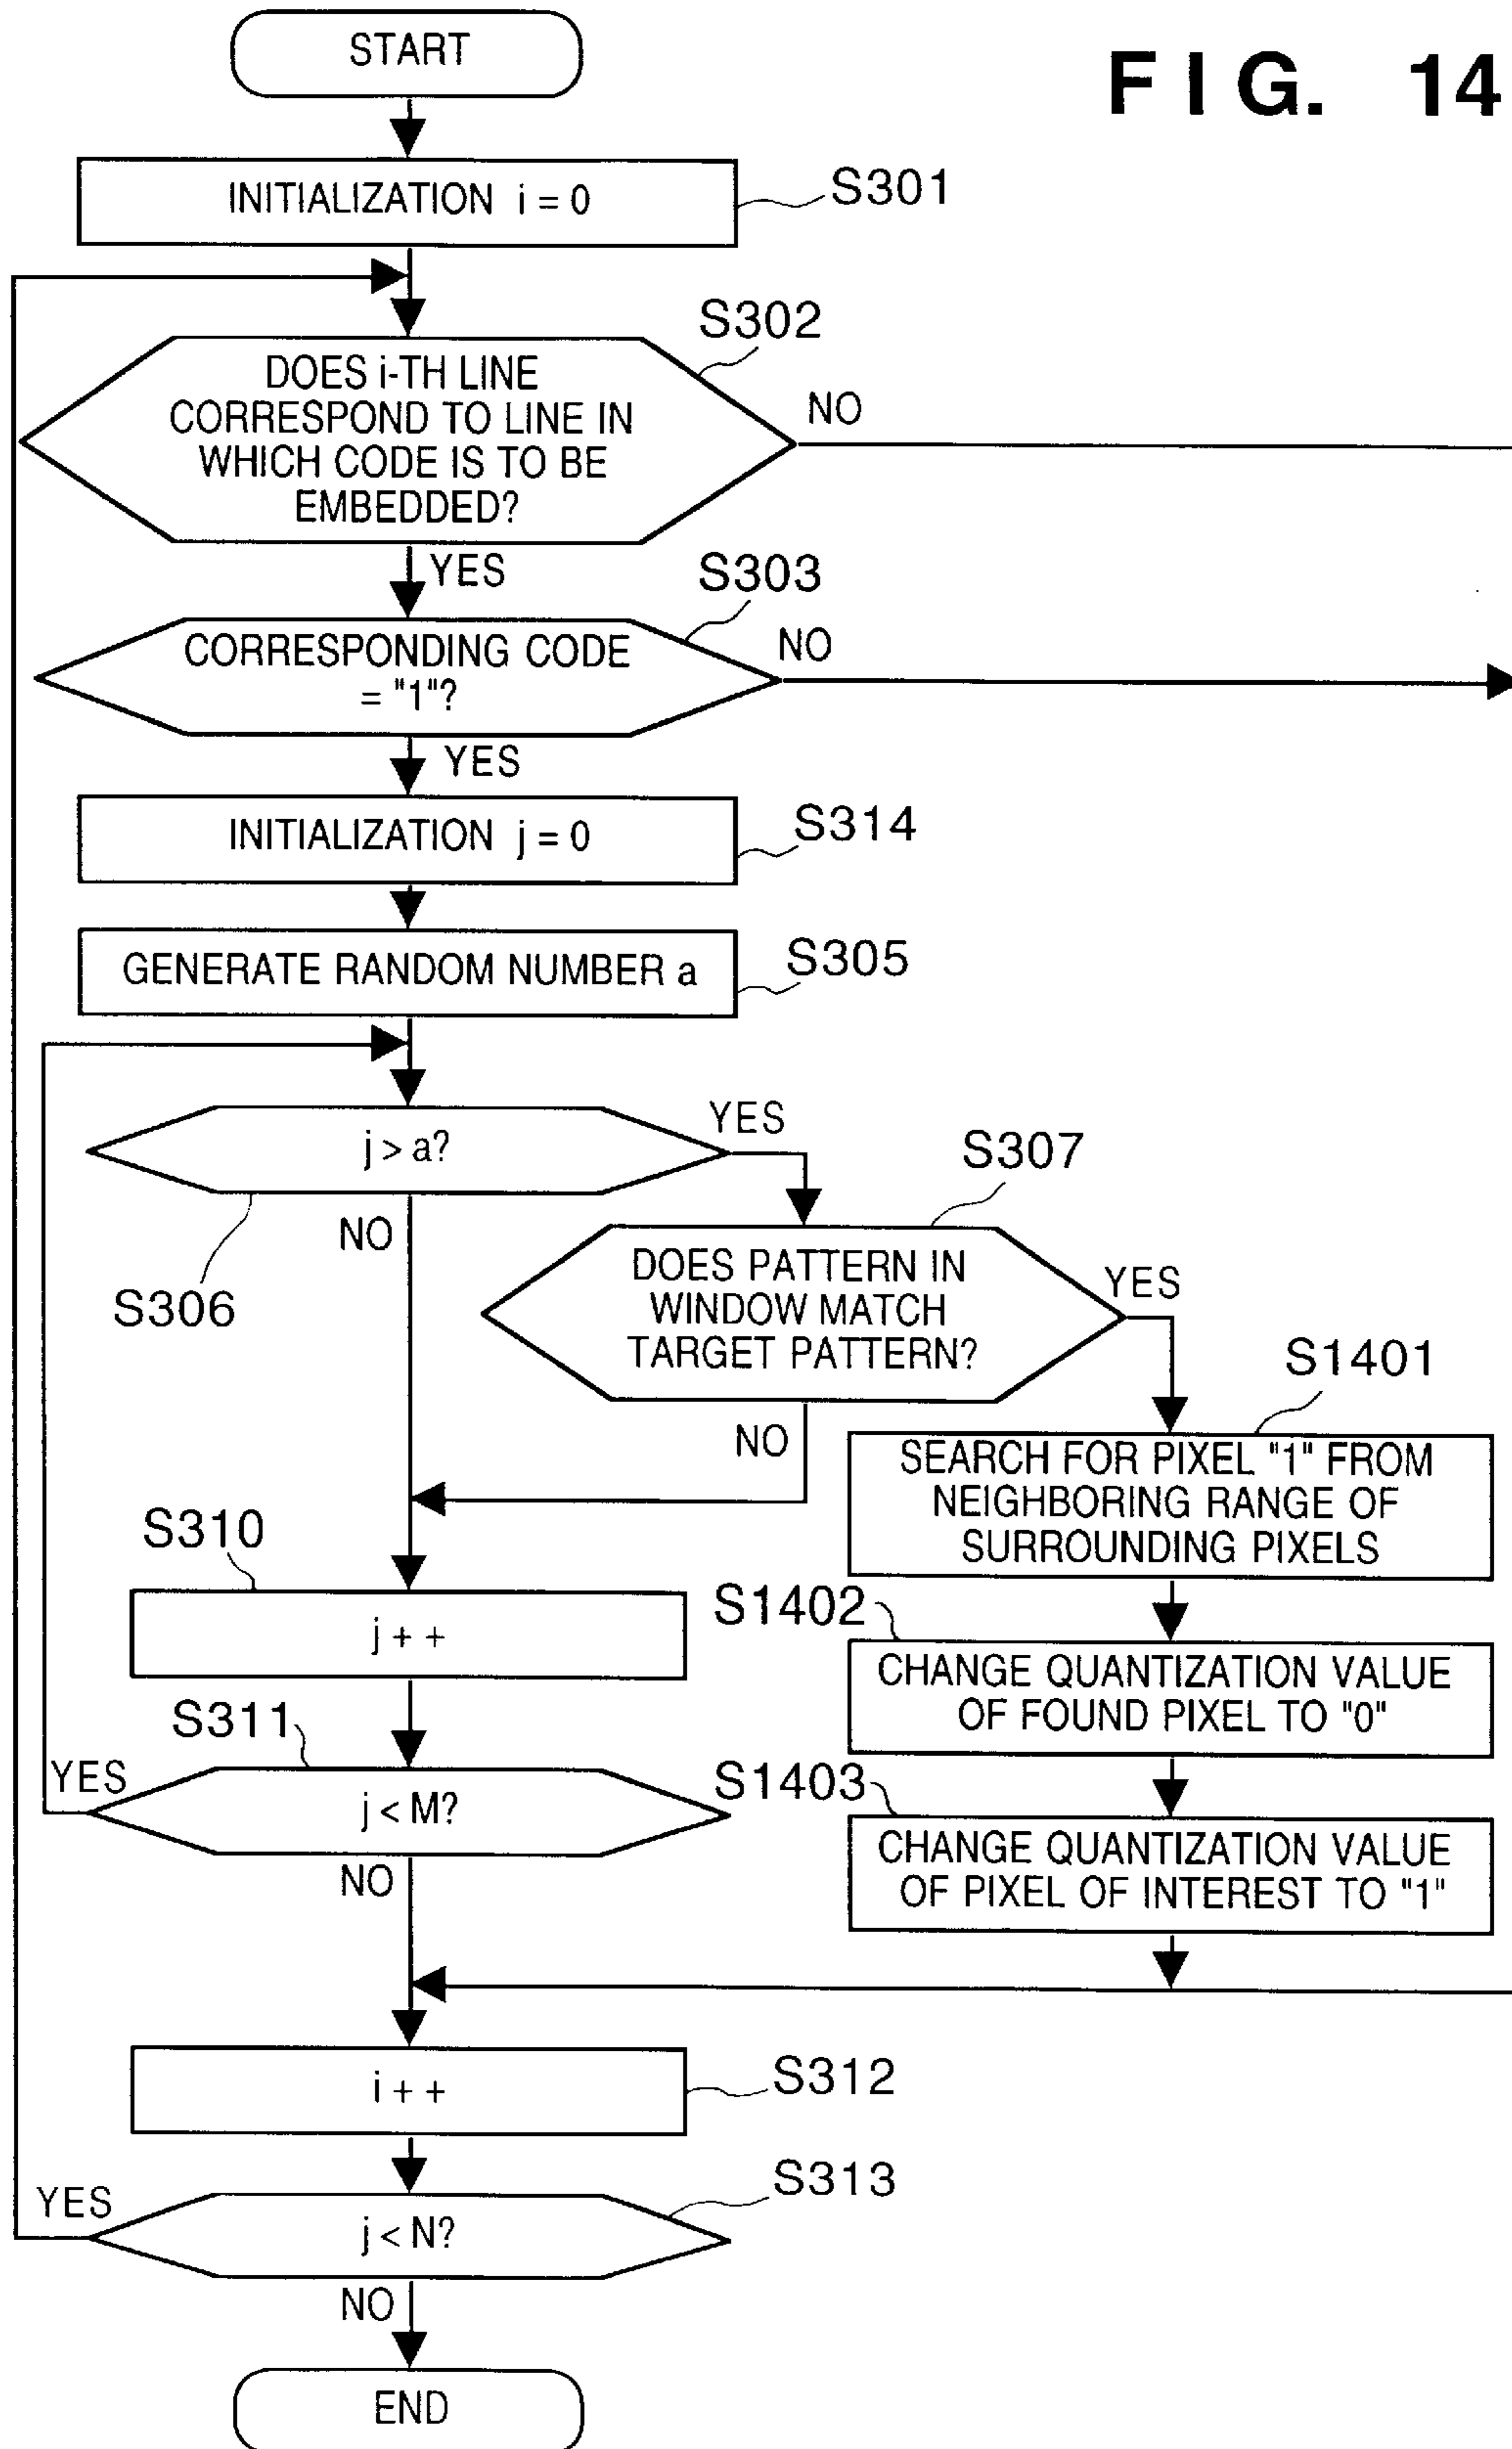 START
FIG. 14
INITIALIZATION i = 0
S301
S302
DOES i-TH LINE
CORRESPOND TO LINE IN
WHICH CODE IS TO BE
EMBEDDED?
NO
YES
S303
CORRESPONDING CODE
= "1"?
NO
YES
INITIALIZATION j = 0
S314
GENERATE RANDOM NUMBER a
S305
j > a?
YES
S307
NO
S306
DOES PATTERN IN
WINDOW MATCH
TARGET PATTERN?
YES
S1401
NO
SEARCH FOR PIXEL "1" FROM
NEIGHBORING RANGE OF
SURROUNDING PIXELS
S310
j + +
S1402
CHANGE QUANTIZATION VALUE
OF FOUND PIXEL TO "0"
S311
YES
j < M?
S1403
NO
CHANGE QUANTIZATION VALUE
OF PIXEL OF INTEREST TO "1"
i + +
S312
S313
YES
j < N?
NO
END